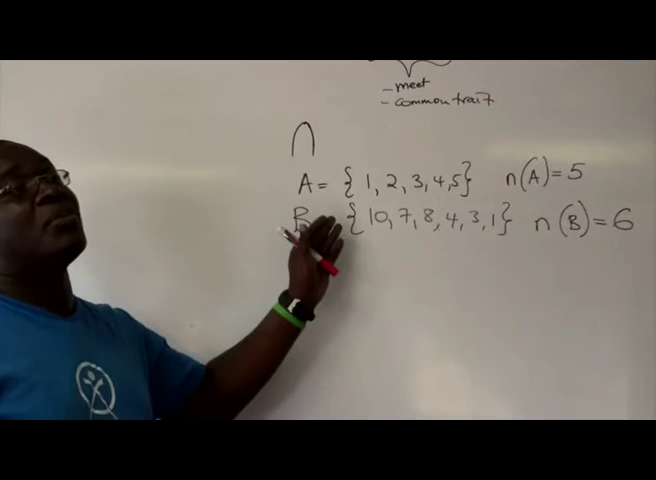 - meet
- common trait
∩
A = {1, 2, 3, 4, 5} n(A) = 5
B {10, 7, 8, 4, 3, 1} n(B) = 6